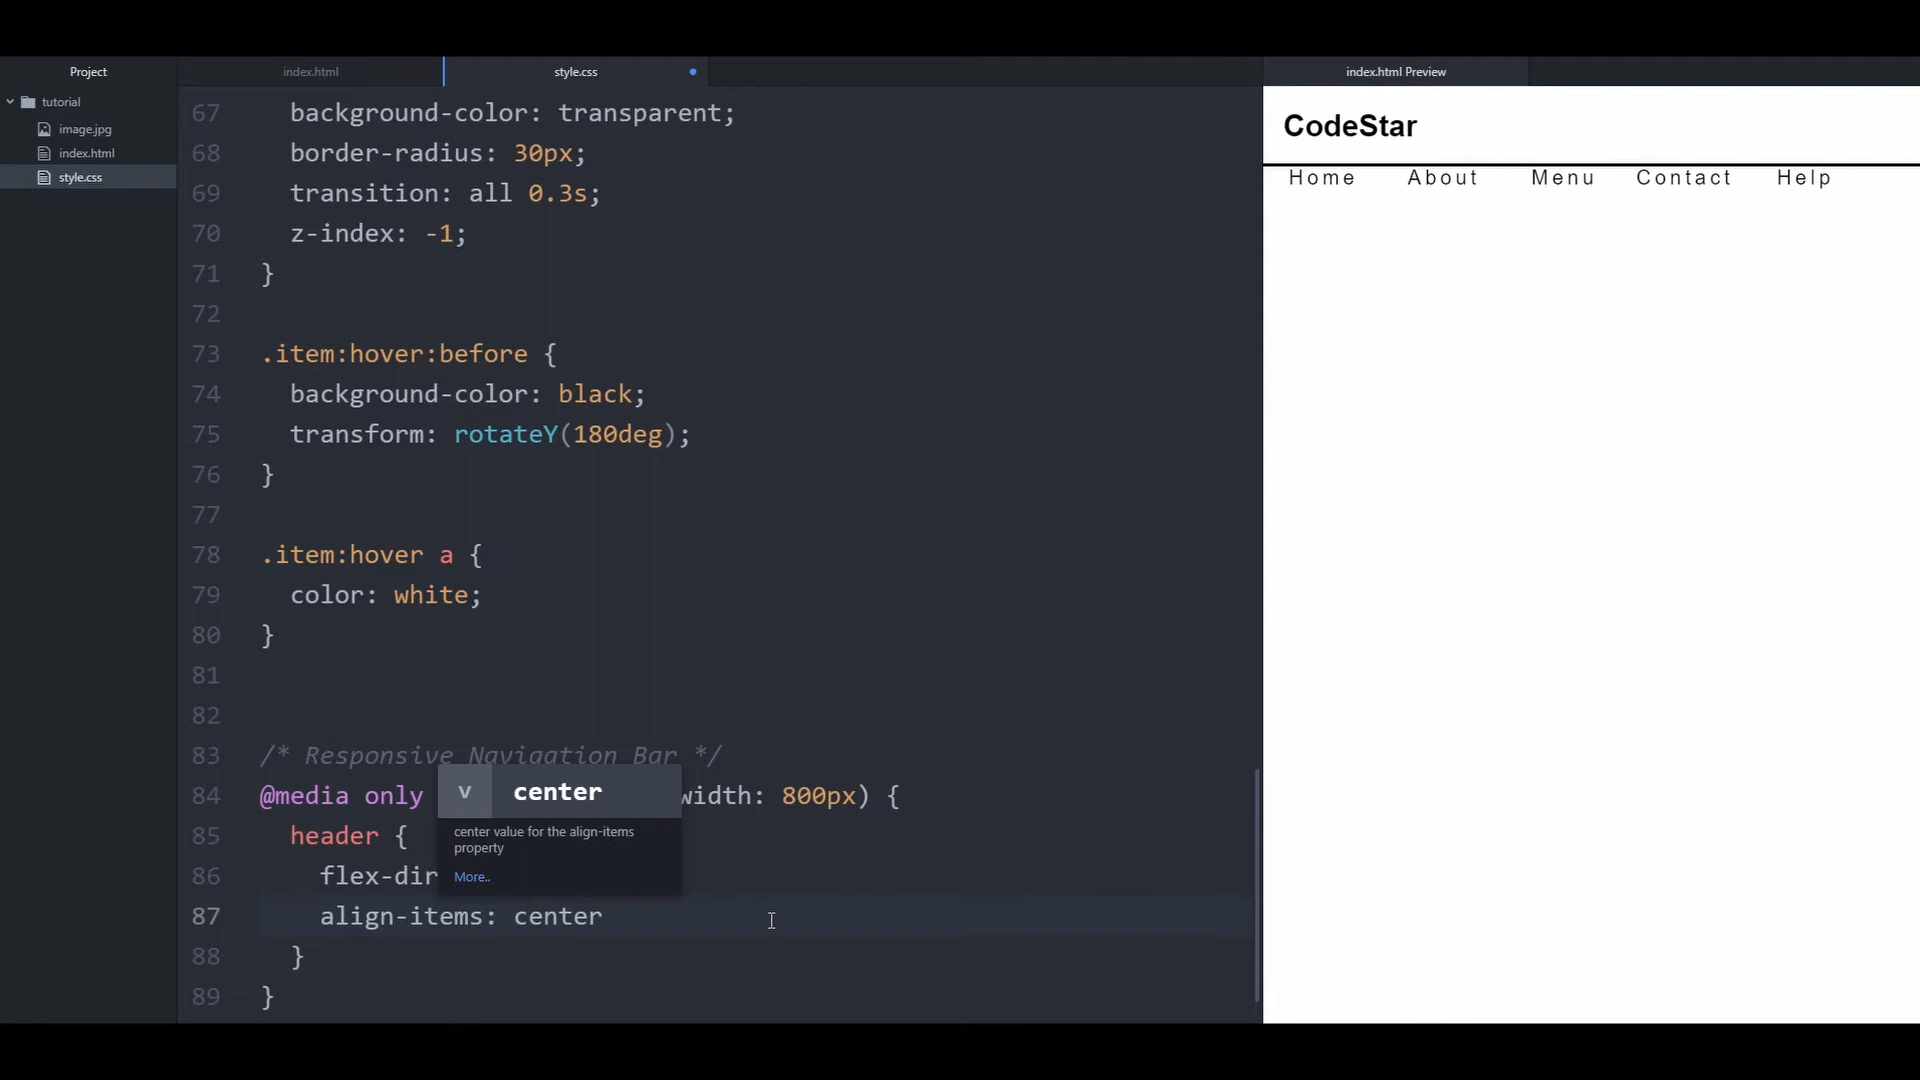 Project
index.html
style.css
index.html Preview
tutorial
image.jpg
index.html
style.css
67 background-color: transparent;
68 border-radius: 30px;
69 transition: all 0.3s;
70 z-index: -1;
71 }
72
73 .item:hover:before {
74 background-color: black;
75 transform: rotateY(180deg);
76 }
77
78 .item:hover a {
79 color: white;
80 }
81
82
83 /* Responsive Navigation Bar */
84 @media only width: 800px) {
85 header {
86 flex-dir
87 align-items: center
88 }
89 }
v center
center value for the align-items
property
More..
CodeStar
Home About Menu Contact Help